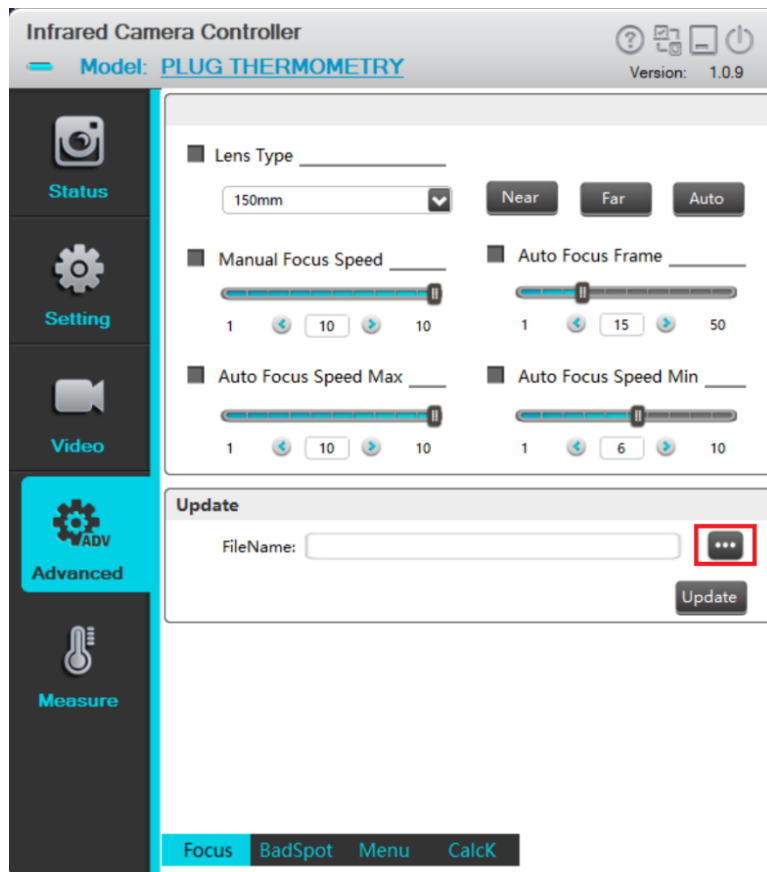 Infrared Camera Controller
Model: PLUG THERMOMETRY
Version: 1.0.9
Status
Setting
Video
ADV
Advanced
Measure
Lens Type
150mm
Near Far Auto
Manual Focus Speed
1 10 10
Auto Focus Frame
1 15 50
Auto Focus Speed Max
1 10 10
Auto Focus Speed Min
1 6 10
Update
FileName:
Update
Focus BadSpot Menu CalcK